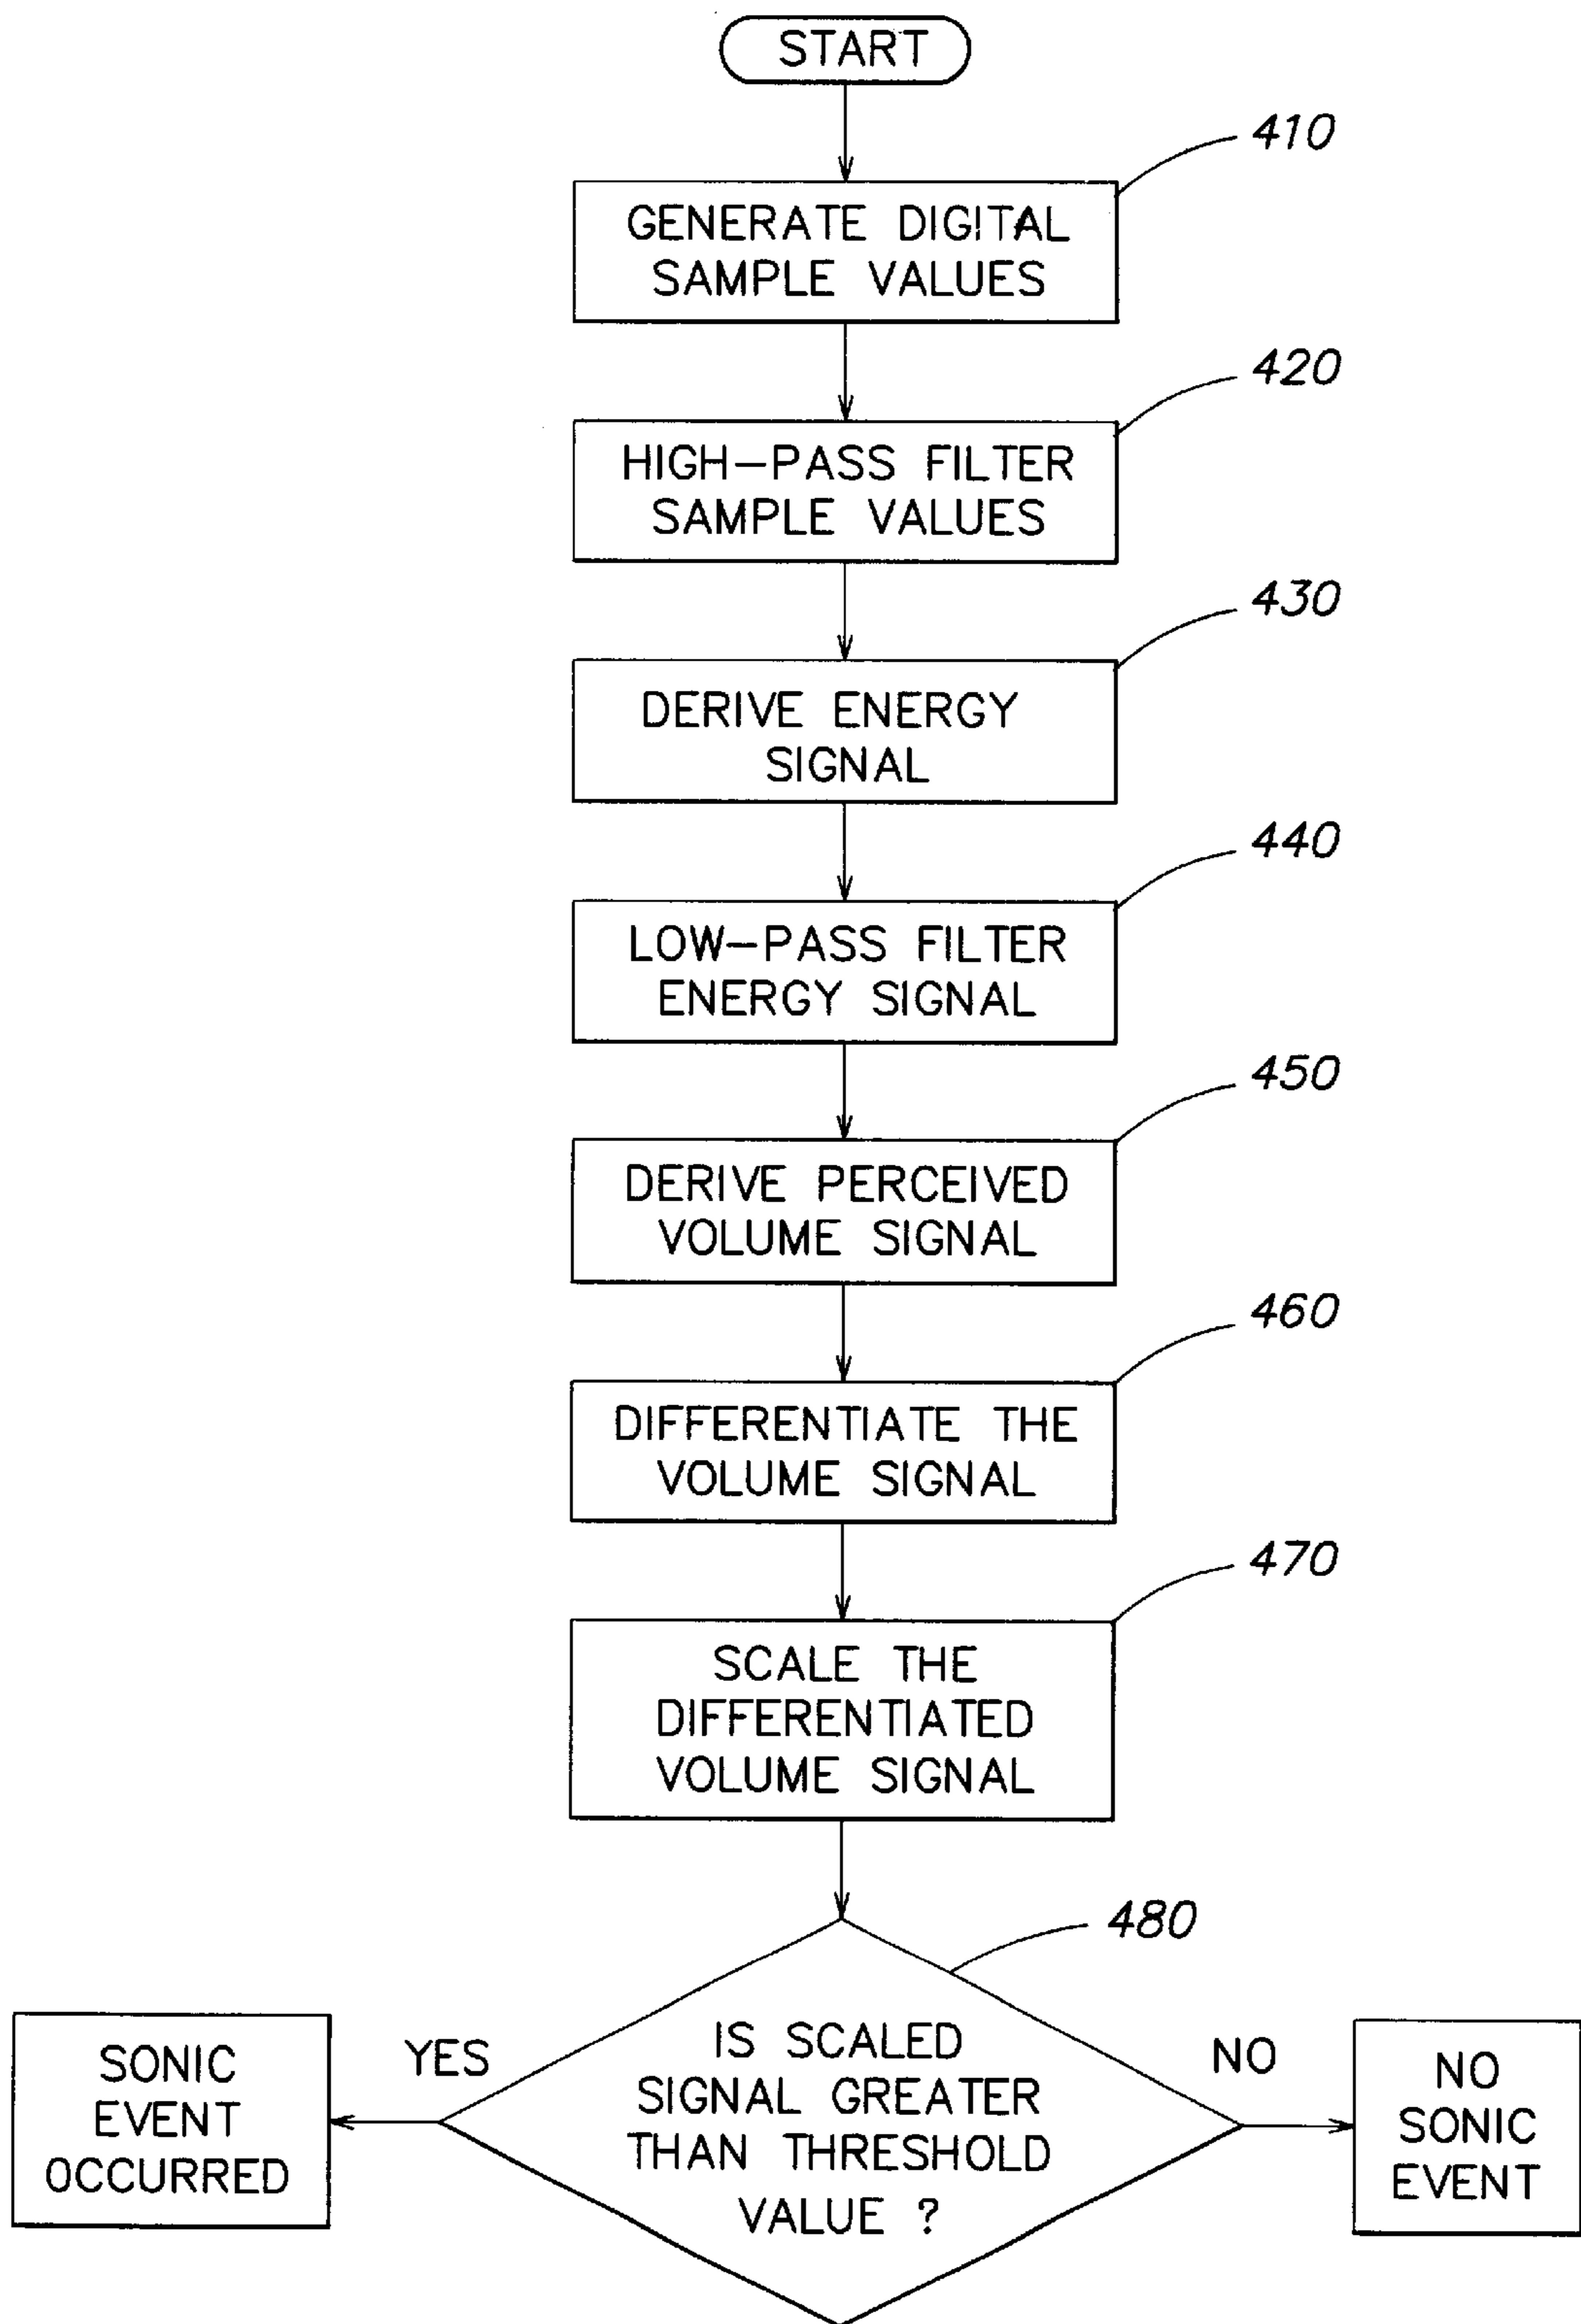 START
410
GENERATE DIGITAL
SAMPLE VALUES
420
HIGH-PASS FILTER
SAMPLE VALUES
430
DERIVE ENERGY
SIGNAL
440
LOW-PASS FILTER
ENERGY SIGNAL
450
DERIVE PERCEIVED
VOLUME SIGNAL
460
DIFFERENTIATE THE
VOLUME SIGNAL
470
SCALE THE
DIFFERENTIATED
VOLUME SIGNAL
480
IS SCALED
SIGNAL GREATER
THAN THRESHOLD
VALUE ?
YES
SONIC
EVENT
OCCURRED
NO
NO
SONIC
EVENT